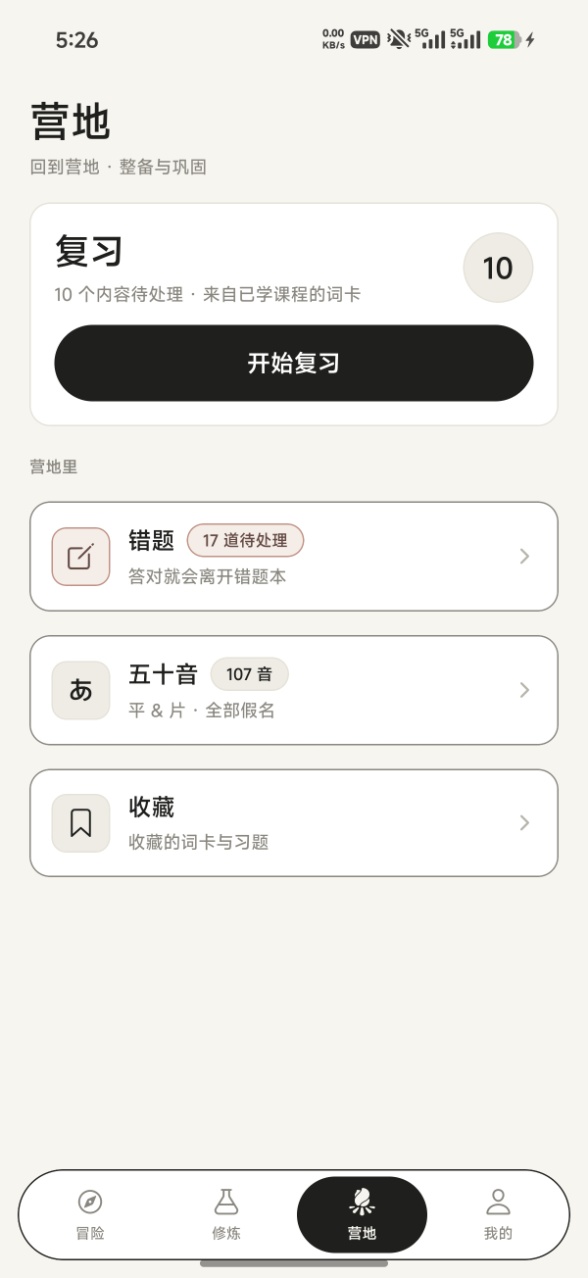 5:26
0.00
KB/s
VPN
5G
5G
78
营地
回到营地 · 整备与巩固
复习
10 个内容待处理 · 来自已学课程的词卡
10
开始复习
营地里
错题
17 道待处理
答对就会离开错题本
あ
五十音
107 音
平 & 片 · 全部假名
收藏
收藏的词卡与习题
冒险
修炼
营地
我的